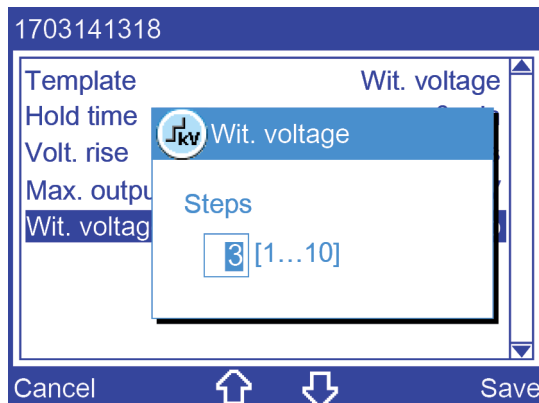 1703141318
Template Wit. voltage
Hold time
Volt. rise
Max. outpu
Wit. voltag
kV Wit. voltage
Steps
3 [1...10]
Cancel Save